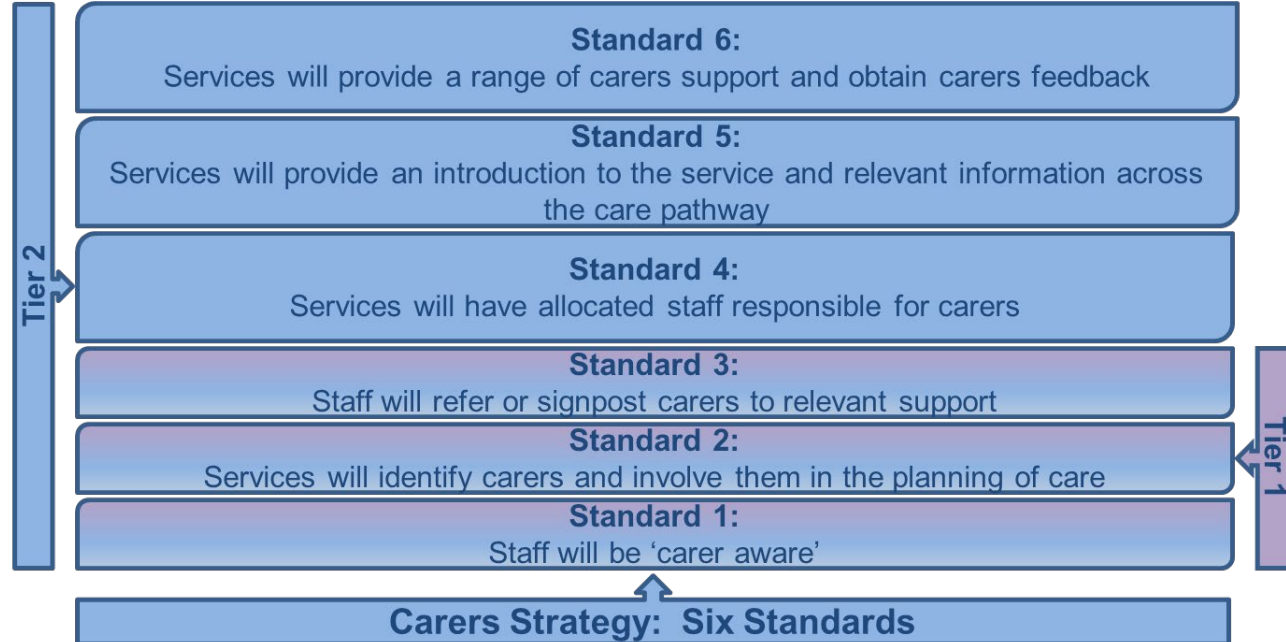 Standard 6:
Services will provide a range of carers support and obtain carers feedback
Standard 5:
Services will provide an introduction to the service and relevant information across
the care pathway
Tier 2
Standard 4:
Services will have allocated staff responsible for carers
Standard 3:
Staff will refer or signpost carers to relevant support
Standard 2:
Services will identify carers and involve them in the planning of care
Tier 1
Standard 1:
Staff will be ‘carer aware’
Carers Strategy: Six Standards